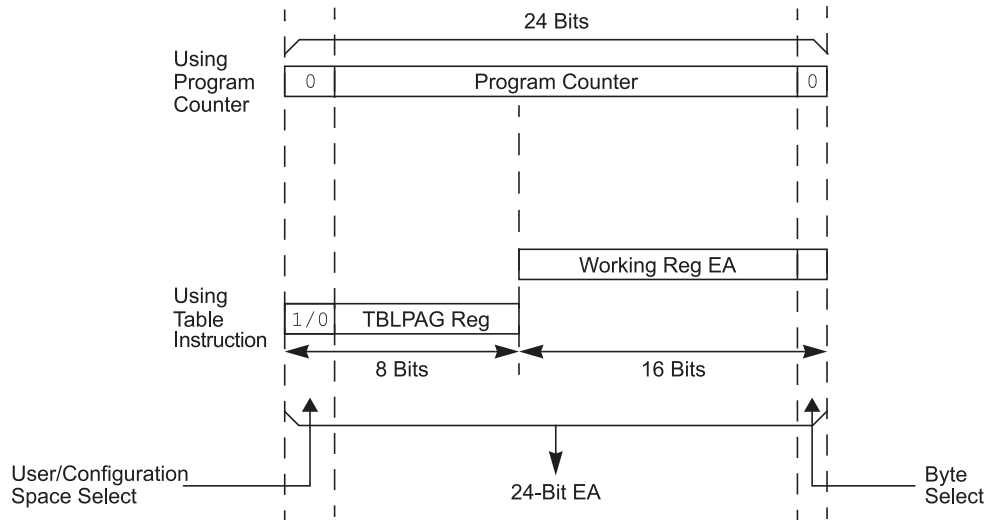 24 Bits
Using
Program
Counter
0 Program Counter 0
Working Reg EA
Using
Table
Instruction
1/0 TBLPAG Reg
8 Bits 16 Bits
User/Configuration
Space Select
24-Bit EA
Byte
Select